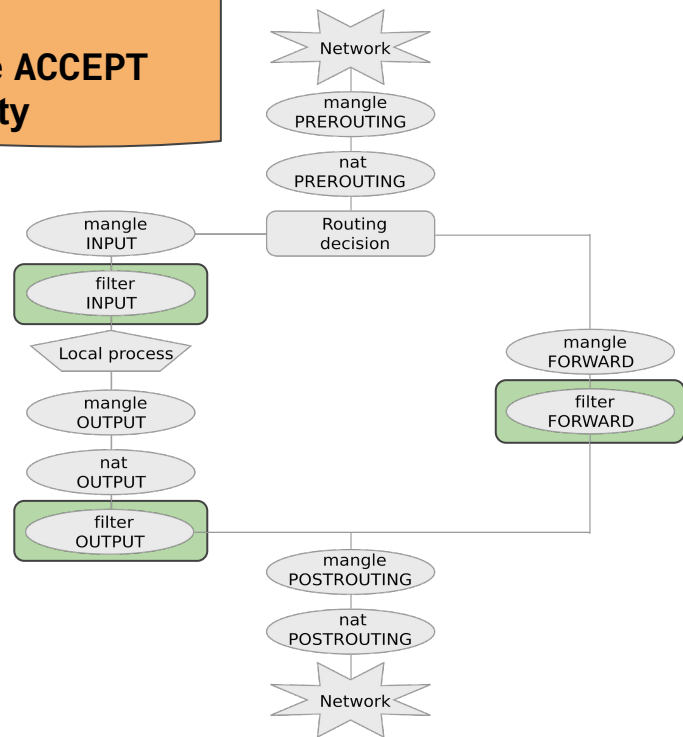 ACCEPT
ty
Network
mangle
PREROUTING
nat
PREROUTING
Routing
decision
mangle
INPUT
filter
INPUT
Local process
mangle
OUTPUT
nat
OUTPUT
filter
OUTPUT
mangle
FORWARD
filter
FORWARD
mangle
POSTROUTING
nat
POSTROUTING
Network